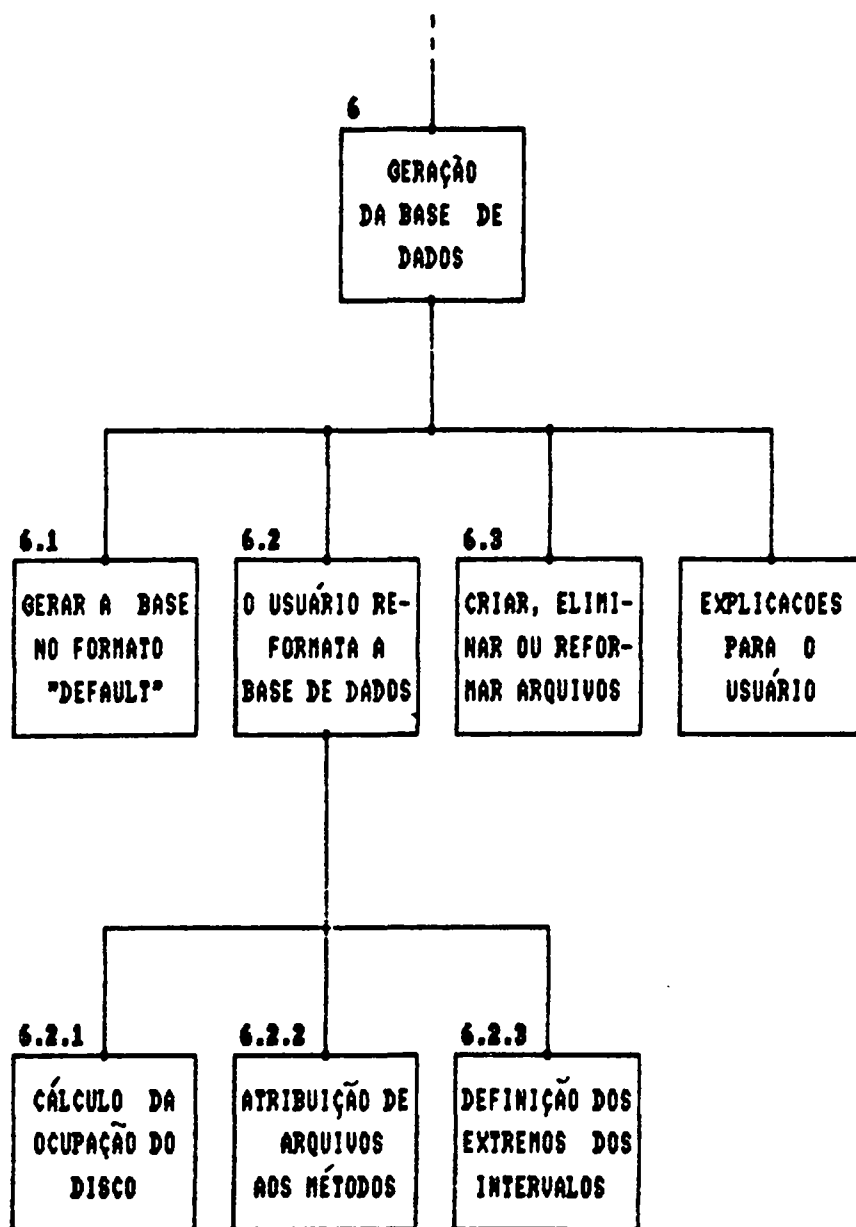 6
GERAÇÃO
DA BASE DE
DADOS
6.1
GERAR A BASE
NO FORMATO
"DEFAULT"
6.2
O USUÁRIO RE-
FORMATA A
BASE DE DADOS
6.3
CRIAR, ELIMI-
NAR OU REFOR-
MAR ARQUIVOS
EXPLICACOES
PARA O
USUÁRIO
6.2.1
CÁLCULO DA
OCUPAÇÃO DO
DISCO
6.2.2
ATRIBUIÇÃO DE
ARQUIVOS
AOS MÉTODOS
6.2.3
DEFINIÇÃO DOS
EXTREMOS DOS
INTERVALOS